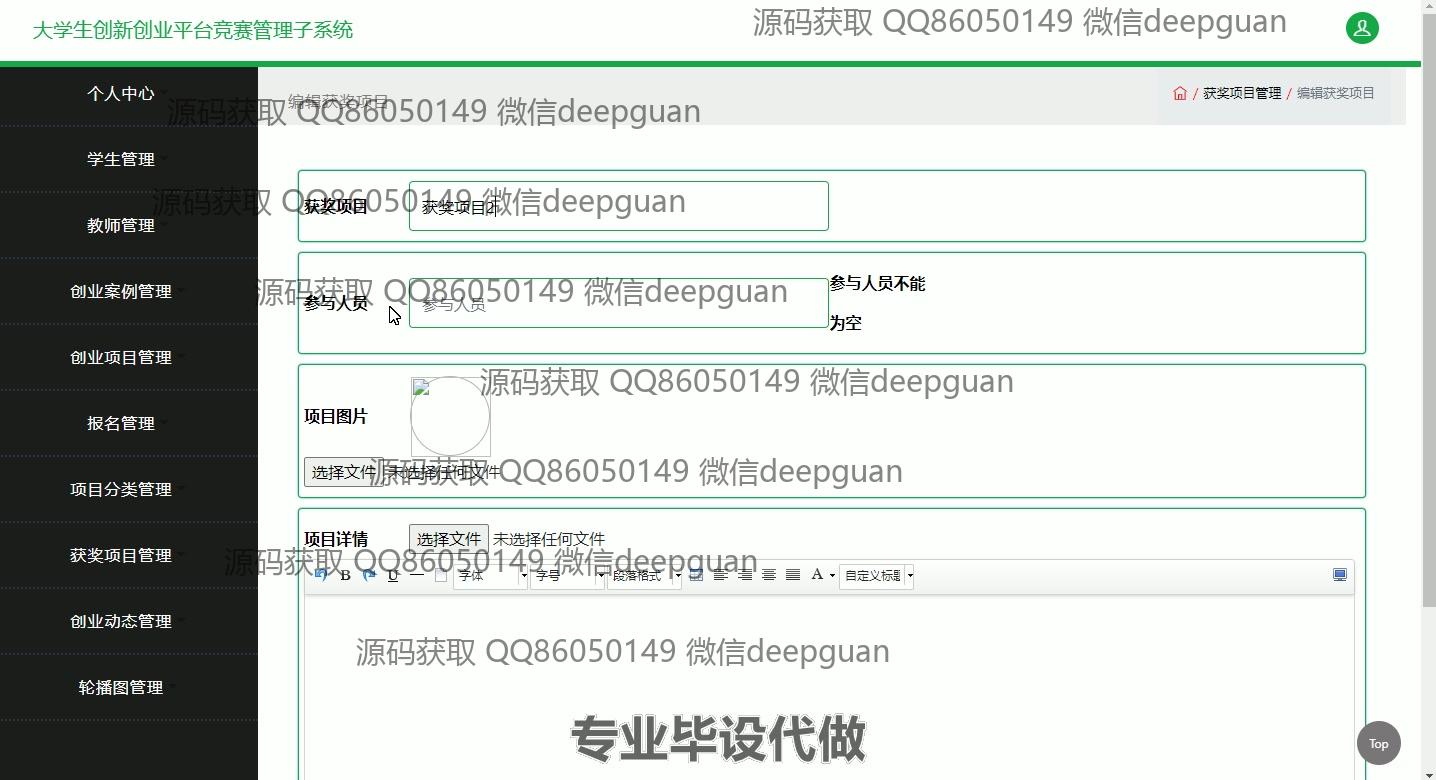 大学生创新创业平台竞赛管理子系统
源码获取 QQ86050149 微信deepguan
个人中心
编辑获奖项目
/ 获奖项目管理 / 编辑获奖项目
源码获取 QQ86050149 微信deepguan
学生管理
源码获取 QQ86050149 微信deepguan
获奖项目
获奖项目2
教师管理
创业案例管理
源码获取 QQ86050149 微信deepguan
参与人员
参与人员
参与人员不能
为空
创业项目管理
源码获取 QQ86050149 微信deepguan
项目图片
报名管理
选择文件 未选择任何文件
源码获取 QQ86050149 微信deepguan
项目分类管理
项目详情
选择文件 未选择任何文件
获奖项目管理
源码获取 QQ86050149 微信deepguan
B U 字体 字号 段落格式 A 自定义标题
创业动态管理
源码获取 QQ86050149 微信deepguan
轮播图管理
专业毕设代做
Top